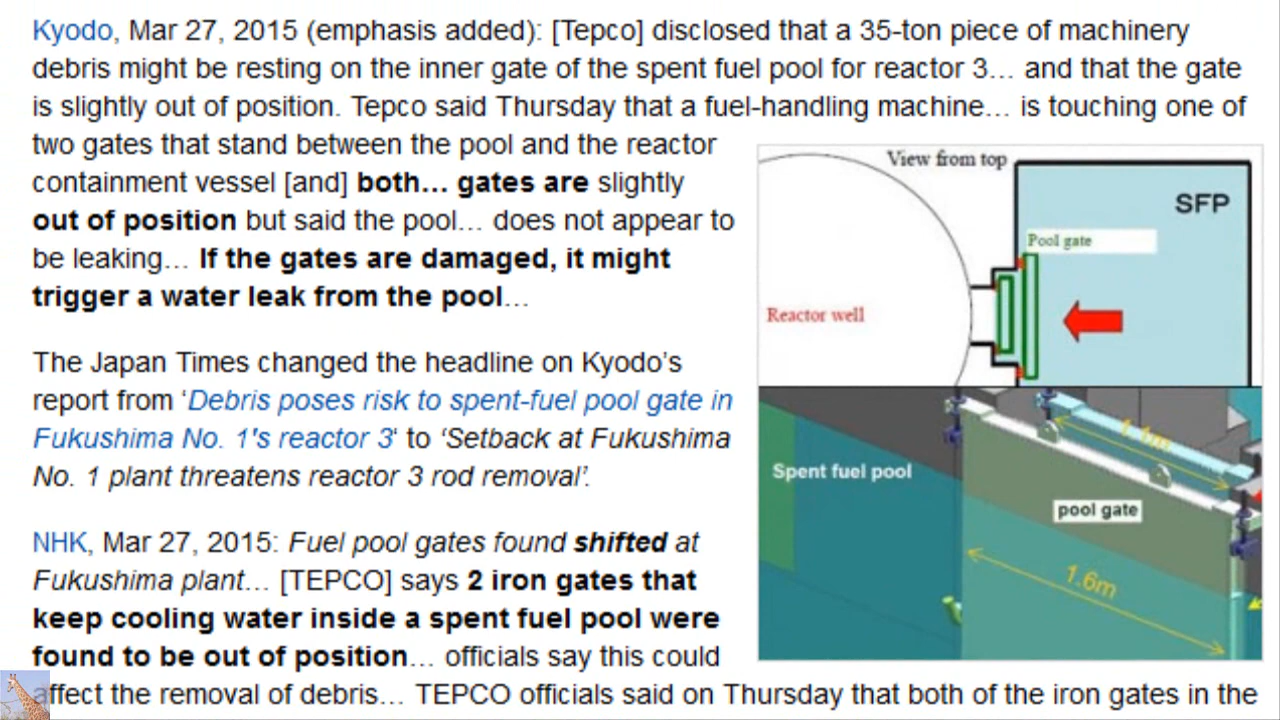 Kyodo, Mar 27, 2015 (emphasis added): [Tepco] disclosed that a 35-ton piece of machinery
debris might be resting on the inner gate of the spent fuel pool for reactor 3… and that the gate
is slightly out of position. Tepco said Thursday that a fuel-handling machine… is touching one of
two gates that stand between the pool and the reactor
containment vessel [and] both… gates are slightly
out of position but said the pool… does not appear to
be leaking… If the gates are damaged, it might
trigger a water leak from the pool…
The Japan Times changed the headline on Kyodo’s
report from ‘Debris poses risk to spent-fuel pool gate in
Fukushima No. 1’s reactor 3‘ to ‘Setback at Fukushima
No. 1 plant threatens reactor 3 rod removal’.
NHK, Mar 27, 2015: Fuel pool gates found shifted at
Fukushima plant… [TEPCO] says 2 iron gates that
keep cooling water inside a spent fuel pool were
found to be out of position… officials say this could
affect the removal of debris… TEPCO officials said on Thursday that both of the iron gates in the
View from top
SFP
Pool gate
Reactor well
Spent fuel pool
pool gate
1.6m